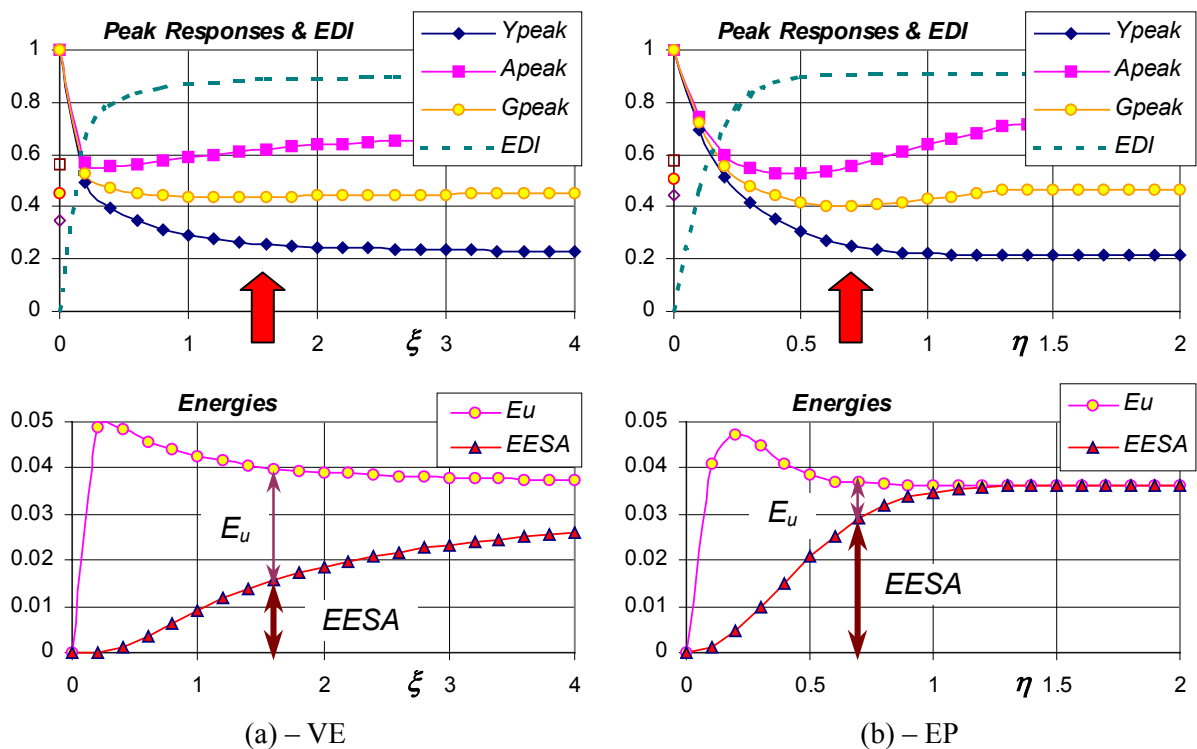 Peak Responses & EDI
Ypeak
Apeak
Gpeak
EDI
1
0.8
0.6
0.4
0.2
0
0 1 2 ξ 3 4
Peak Responses & EDI
Ypeak
Apeak
Gpeak
EDI
1
0.8
0.6
0.4
0.2
0
0 0.5 1 η 1.5 2
Energies
Eu
EESA
0.05
0.04
0.03
0.02
0.01
0
Eu
EESA
0 1 2 ξ 3 4
(a) – VE
Energies
Eu
EESA
0.05
0.04
0.03
0.02
0.01
0
Eu
EESA
0 0.5 1 η 1.5 2
(b) – EP